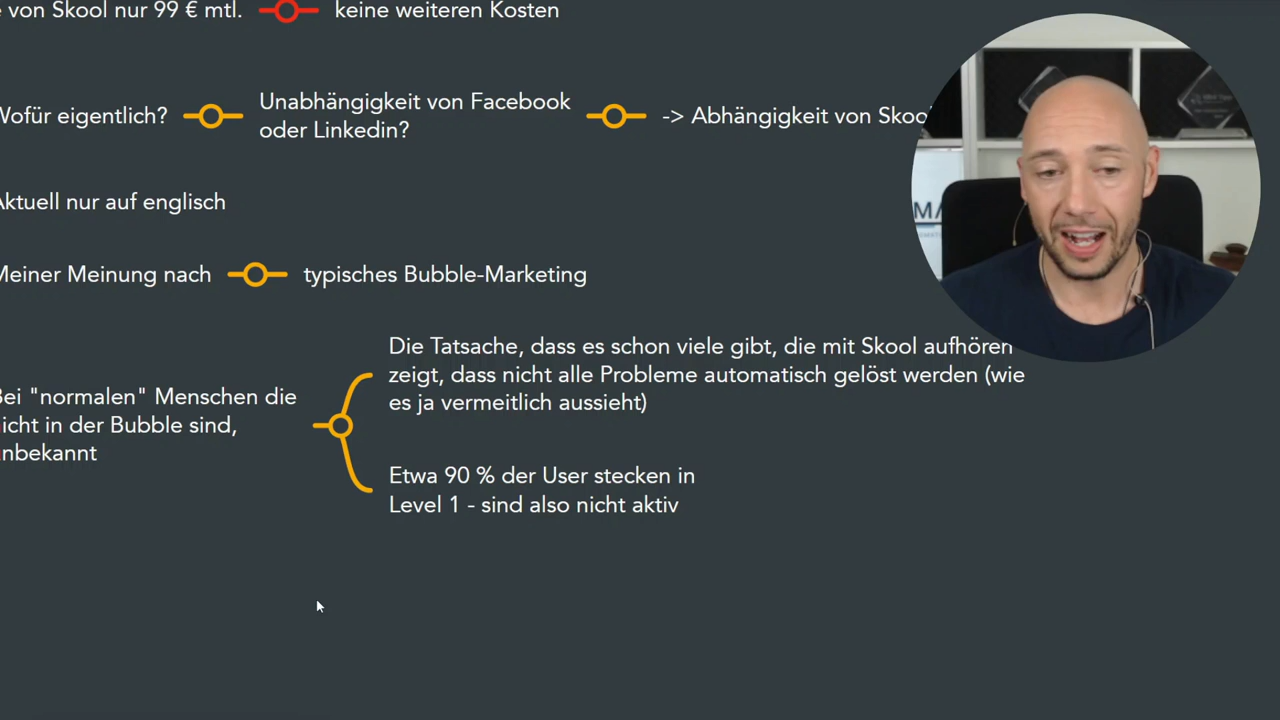 von Skool nur 99 € mtl.
keine weiteren Kosten
Wofür eigentlich?
Unabhängigkeit von Facebook
oder Linkedin?
-> Abhängigkeit von Skool
Aktuell nur auf englisch
Meiner Meinung nach
typisches Bubble-Marketing
Bei "normalen" Menschen die
nicht in der Bubble sind,
unbekannt
Die Tatsache, dass es schon viele gibt, die mit Skool aufhören
zeigt, dass nicht alle Probleme automatisch gelöst werden (wie
es ja vermeitlich aussieht)
Etwa 90 % der User stecken in
Level 1 - sind also nicht aktiv